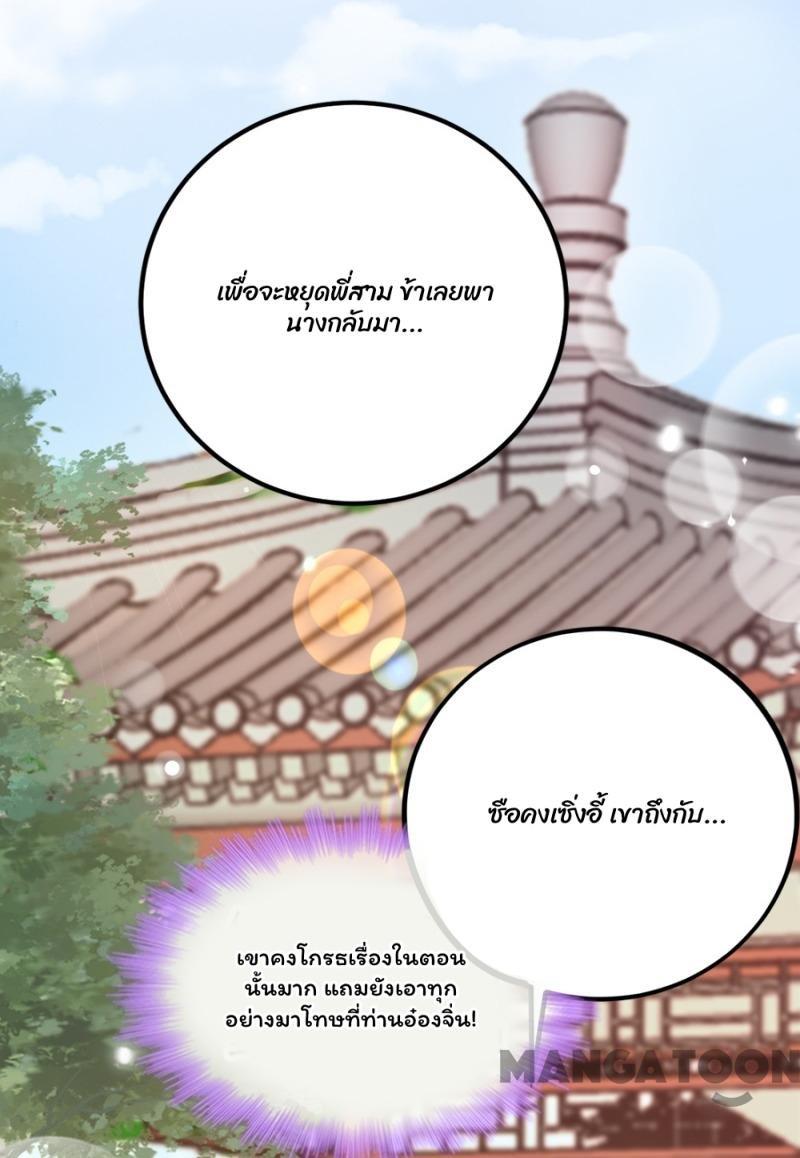 เพื่อจะหยุดพี่สาม ข้าเลยพา
นางกลับมา...
ซือคงเซิ่งอี้ เขาถึงกับ...
เขาคงโกรธเรื่องในตอน
นั้นมาก แถมยังเอาทุก
อย่างมาโทษที่ท่านอ๋องจิ่น!
MANGATOON